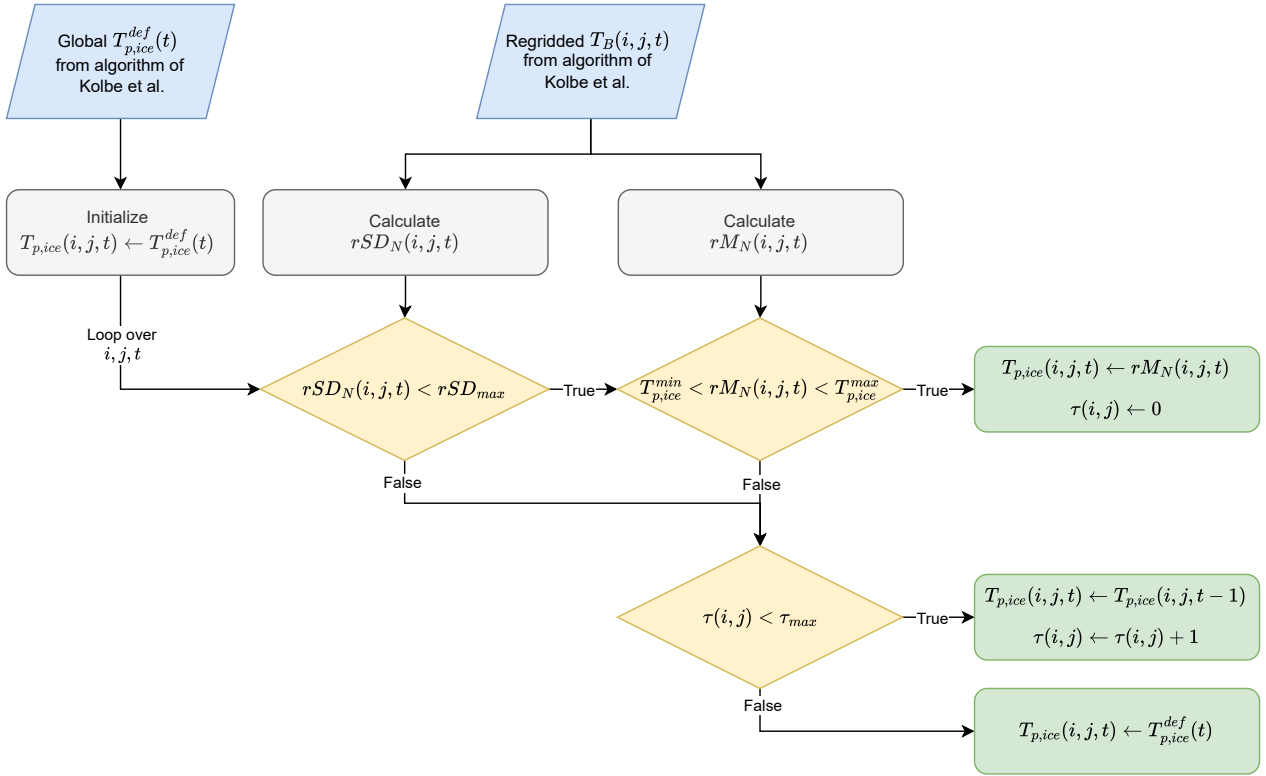 Global $T_{p,ice}^{def}(t)$
from algorithm of
Kolbe et al.
Regridded $T_B(i,j,t)$
from algorithm of
Kolbe et al.
Initialize
$T_{p,ice}(i,j,t) \leftarrow T_{p,ice}^{def}(t)$
Calculate
$rSD_N(i,j,t)$
Calculate
$rM_N(i,j,t)$
Loop over
$i,j,t$
$rSD_N(i,j,t) < rSD_{max}$
True
$T_{p,ice}^{min} < rM_N(i,j,t) < T_{p,ice}^{max}$
True
$T_{p,ice}(i,j,t) \leftarrow rM_N(i,j,t)$
$\tau(i,j) \leftarrow 0$
False
False
$\tau(i,j) < \tau_{max}$
True
$T_{p,ice}(i,j,t) \leftarrow T_{p,ice}(i,j,t-1)$
$\tau(i,j) \leftarrow \tau(i,j)+1$
False
$T_{p,ice}(i,j,t) \leftarrow T_{p,ice}^{def}(t)$